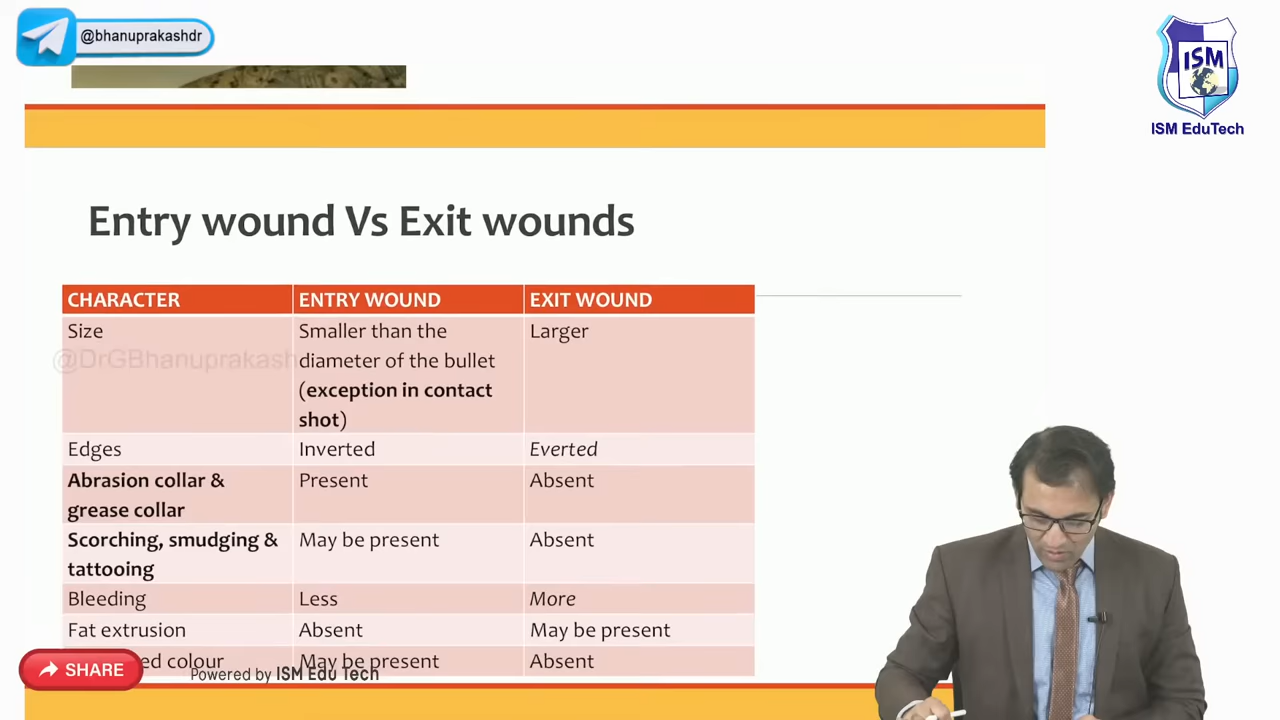 @bhanuprakashdr
ISM
ISM EduTech
Entry wound Vs Exit wounds
CHARACTER ENTRY WOUND EXIT WOUND
Size Smaller than the Larger
diameter of the bullet
(exception in contact
shot)
@DrGBhanuprakash
Edges Inverted Everted
Abrasion collar & Present Absent
grease collar
Scorching, smudging & May be present Absent
tattooing
Bleeding Less More
Fat extrusion Absent May be present
colour May be present Absent
SHARE
Powered by ISM Edu Tech